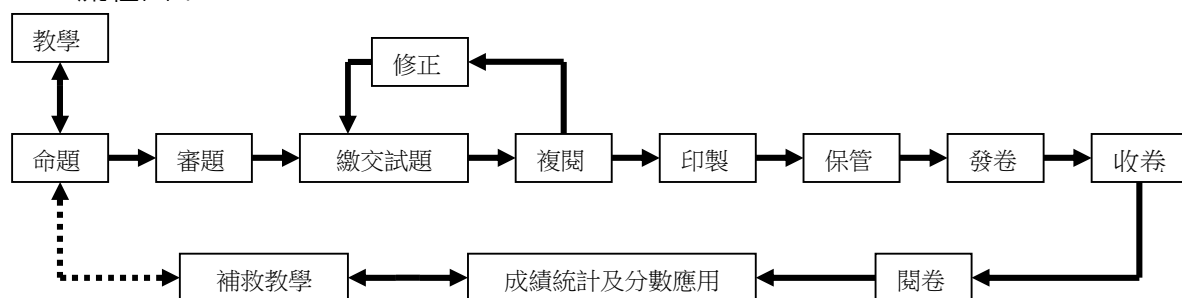 教學
修正
命題
審題
繳交試題
複閱
印製
保管
發卷
收卷
補救教學
成績統計及分數應用
閱卷